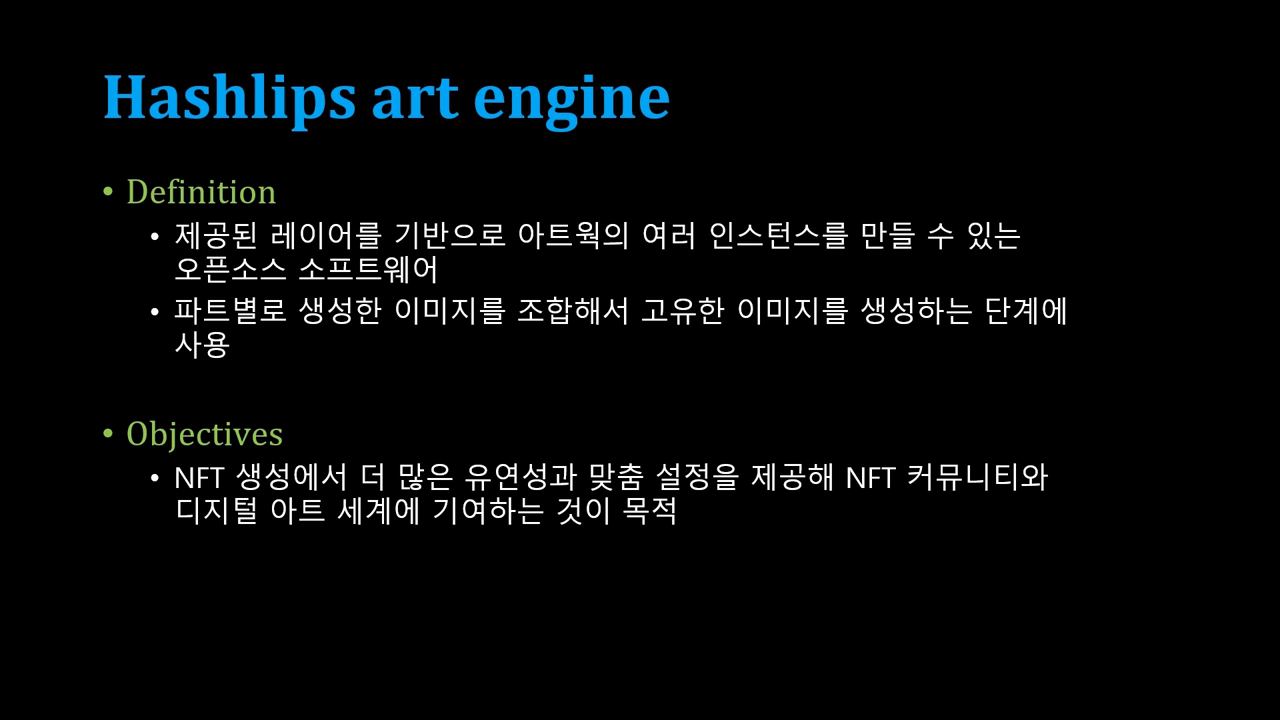 Hashlips art engine
• Definition
• 제공된 레이어를 기반으로 아트웍의 여러 인스턴스를 만들 수 있는
오픈소스 소프트웨어
• 파트별로 생성한 이미지를 조합해서 고유한 이미지를 생성하는 단계에
사용
• Objectives
• NFT 생성에서 더 많은 유연성과 맞춤 설정을 제공해 NFT 커뮤니티와
디지털 아트 세계에 기여하는 것이 목적